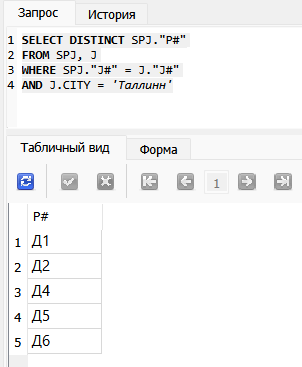 Запрос История
1 SELECT DISTINCT SPJ."P#"
2 FROM SPJ, J
3 WHERE SPJ."J#" = J."J#"
4 AND J.CITY = 'Таллинн'
Табличный вид Форма
1
P#
1 Д1
2 Д2
3 Д4
4 Д5
5 Д6